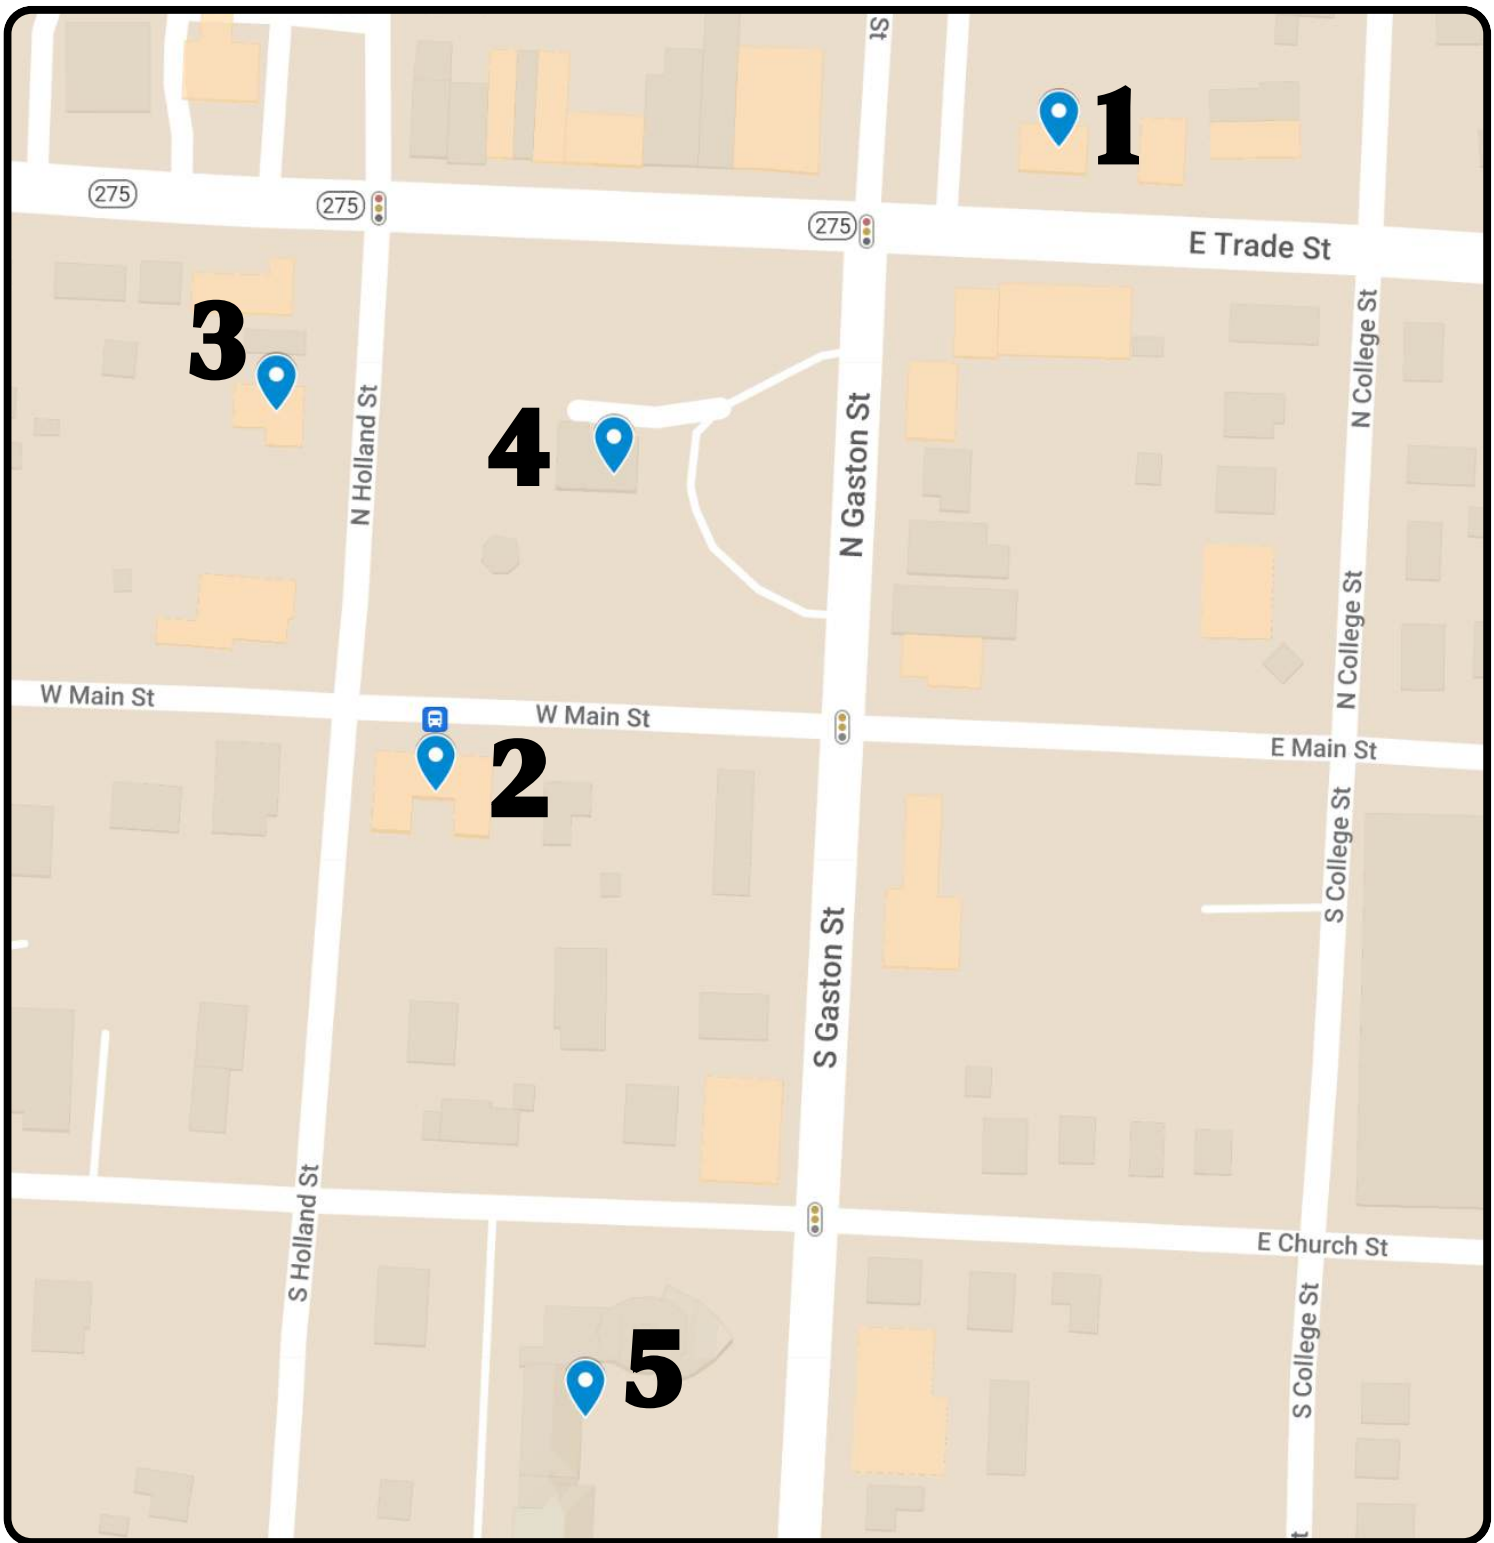 St
1
275
275
275
E Trade St
3
N College St
N Holland St
4
N Gaston St
N College St
W Main St
W Main St
E Main St
2
S College St
S Gaston St
S Holland St
E Church St
S College St
5
t